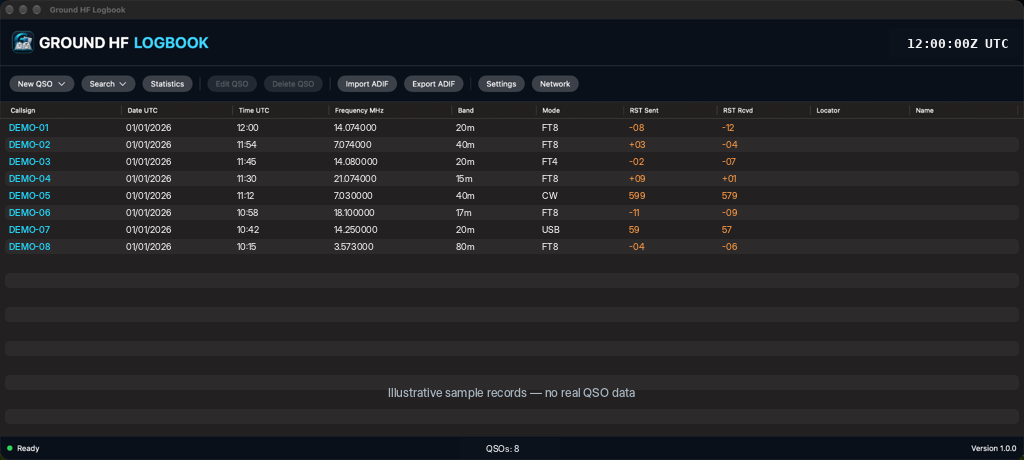 Ground HF Logbook
GROUND HF LOGBOOK
12:00:00Z UTC
New QSO Search Statistics Edit QSO Delete QSO Import ADIF Export ADIF Settings Network
Callsign Date UTC Time UTC Frequency MHz Band Mode RST Sent RST Rcvd Locator Name
DEMO-01 01/01/2026 12:00 14.074000 20m FT8 -08 -12
DEMO-02 01/01/2026 11:54 7.074000 40m FT8 +03 -04
DEMO-03 01/01/2026 11:45 14.080000 20m FT4 -02 -07
DEMO-04 01/01/2026 11:30 21.074000 15m FT8 +09 +01
DEMO-05 01/01/2026 11:12 7.030000 40m CW 599 579
DEMO-06 01/01/2026 10:58 18.100000 17m FT8 -11 -09
DEMO-07 01/01/2026 10:42 14.250000 20m USB 59 57
DEMO-08 01/01/2026 10:15 3.573000 80m FT8 -04 -06
Illustrative sample records — no real QSO data
Ready QSOs: 8 Version 1.0.0